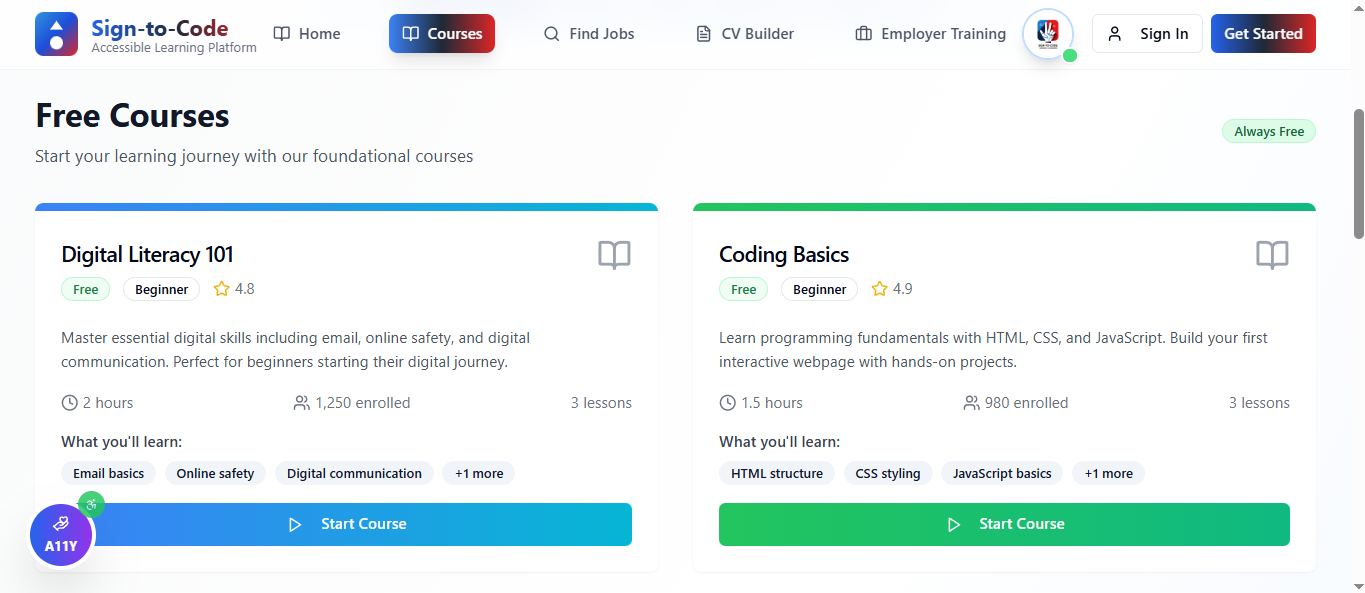 Sign-to-Code
Accessible Learning Platform
Home
Courses
Find Jobs
CV Builder
Employer Training
Sign In
Get Started
Free Courses
Start your learning journey with our foundational courses
Always Free
Digital Literacy 101
Free
Beginner
4.8
Master essential digital skills including email, online safety, and digital
communication. Perfect for beginners starting their digital journey.
2 hours
1,250 enrolled
3 lessons
What you'll learn:
Email basics
Online safety
Digital communication
+1 more
Start Course
A11Y
Coding Basics
Free
Beginner
4.9
Learn programming fundamentals with HTML, CSS, and JavaScript. Build your first
interactive webpage with hands-on projects.
1.5 hours
980 enrolled
3 lessons
What you'll learn:
HTML structure
CSS styling
JavaScript basics
+1 more
Start Course